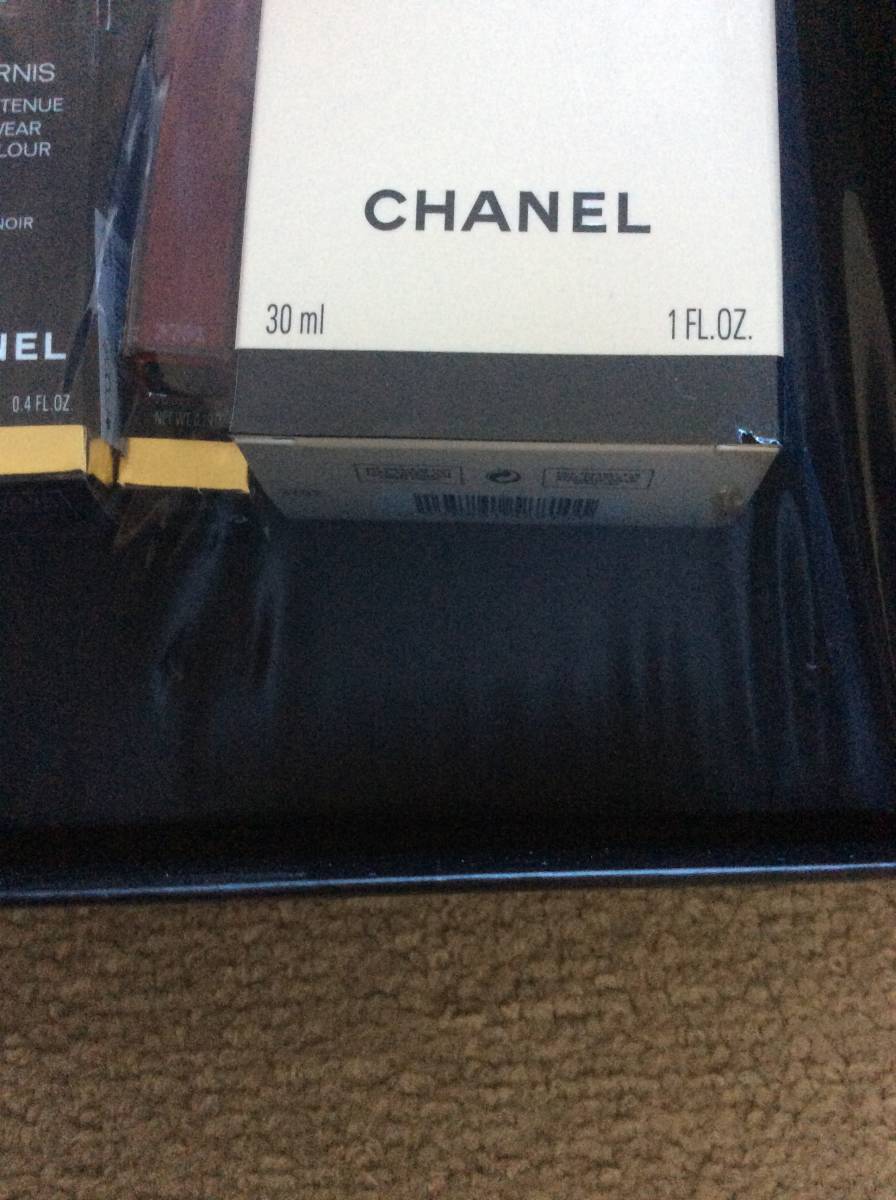 RNIS
TENUE
WEAR
LOUR
NOIR
NEL
0.4 FL.OZ.
CHANEL
30 ml
1 FL.OZ.